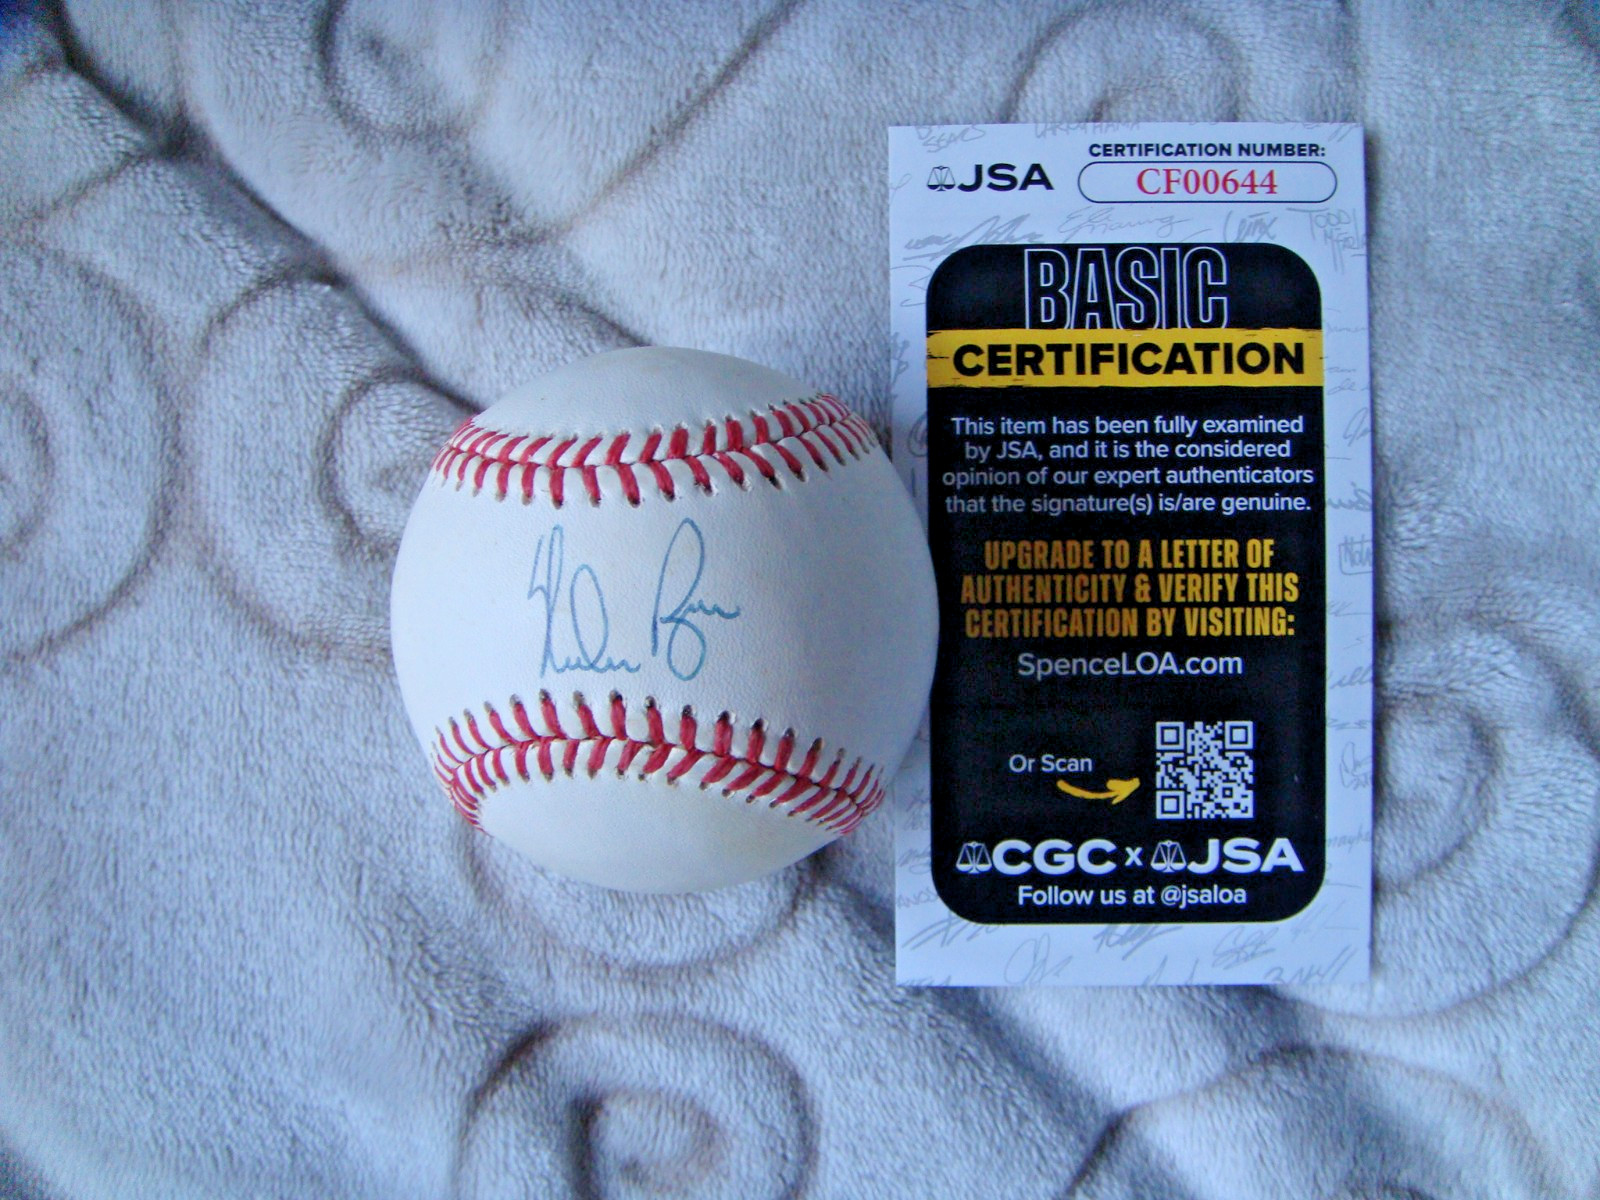 Nolan Ryan
JSA
CERTIFICATION NUMBER:
CF00644
BASIC
CERTIFICATION
This item has been fully examined
by JSA, and it is the considered
opinion of our expert authenticators
that the signature(s) is/are genuine.
UPGRADE TO A LETTER OF
AUTHENTICITY & VERIFY THIS
CERTIFICATION BY VISITING:
SpenceLOA.com
Or Scan
CGC x JSA
Follow us at @jsaloa